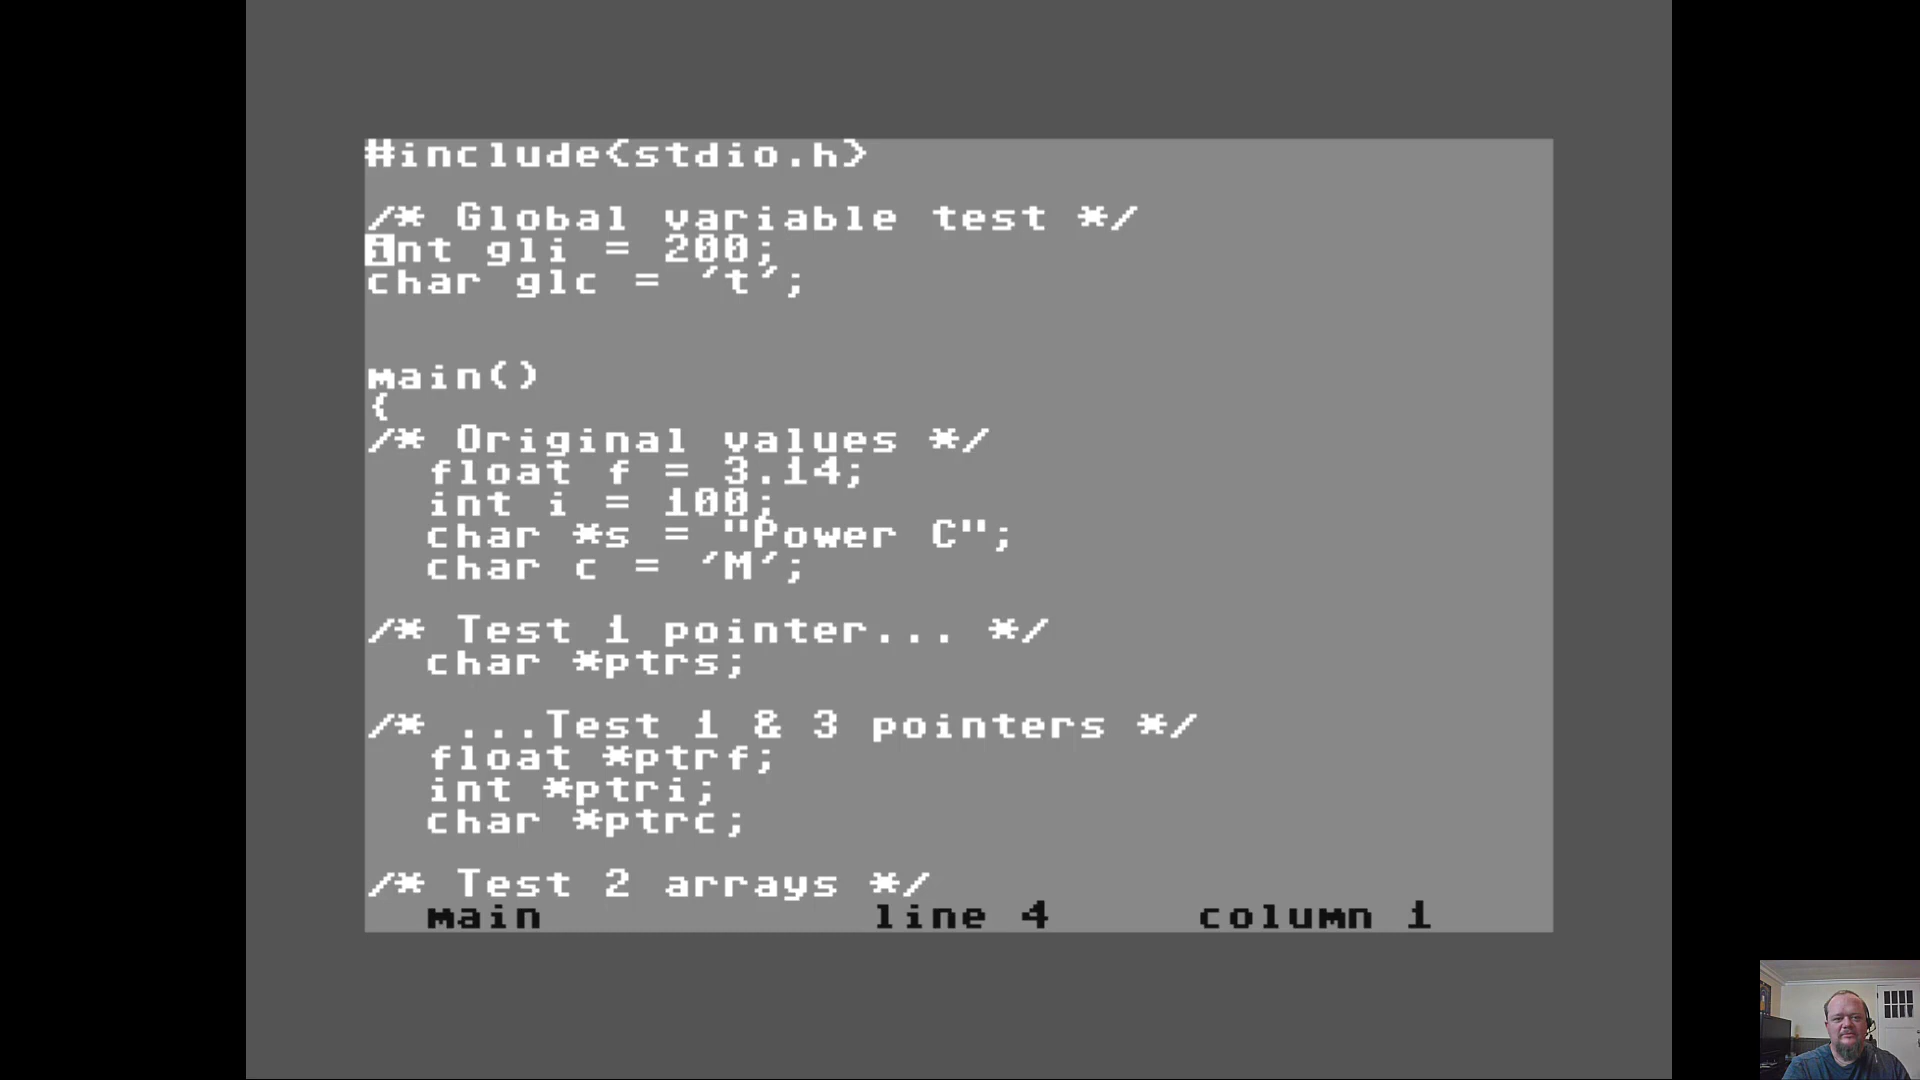 #include<stdio.h>
/* Global variable test */
int gli = 200;
char glc = 't';
main()
{
/* Original values */
float f = 3.14;
int i = 100;
char *s = "Power C";
char c = 'M';
/* Test 1 pointer... */
char *ptrs;
/* ...Test 1 & 3 pointers */
float *ptrf;
int *ptri;
char *ptrc;
/* Test 2 arrays */
main line 4 column 1